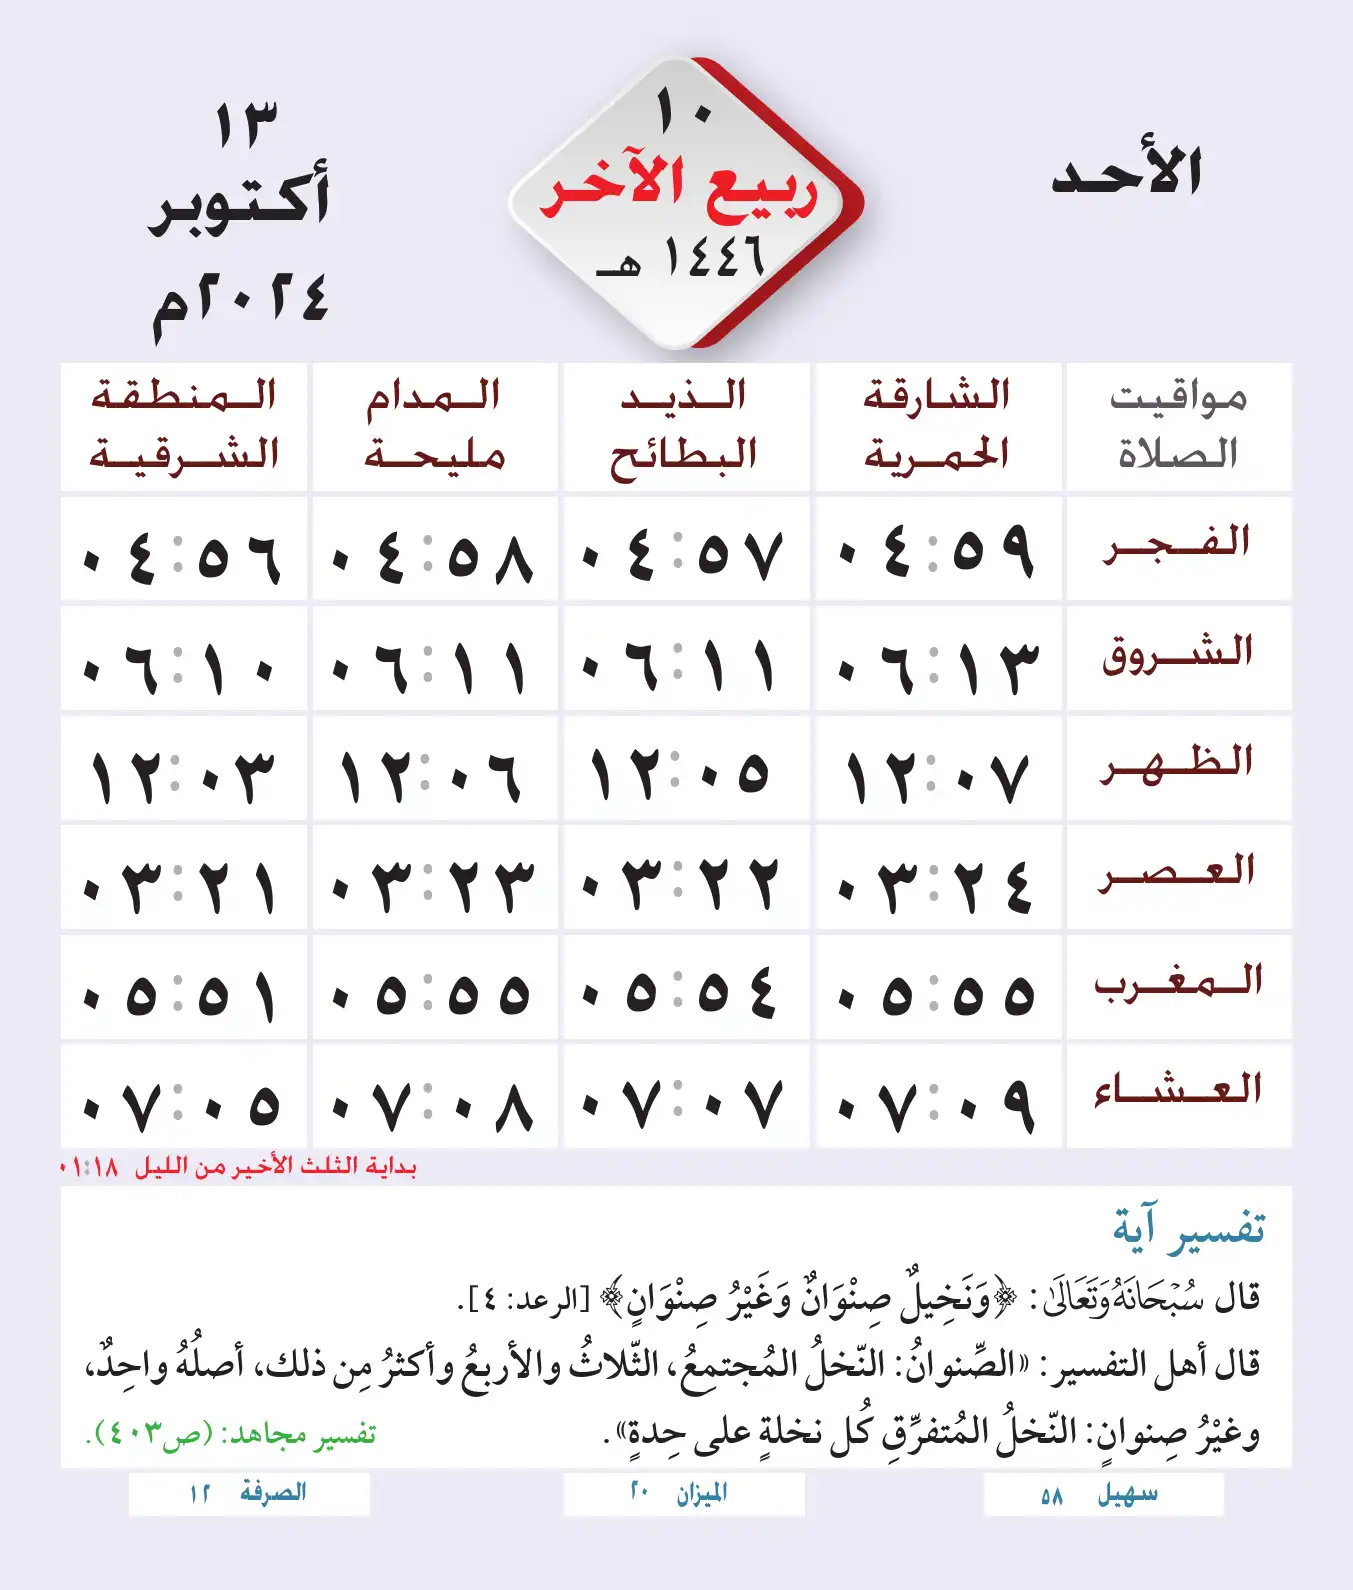 الأحد
١٠
ربيع الآخر
١٤٤٦ هـ
١٣
أكتوبر
٢٠٢٤م
مواقيت الصلاة	الشارقة الحمرية	الذيد البطائح	المدام مليحة	المنطقة الشرقية
الفجر	٠٤:٥٩	٠٤:٥٧	٠٤:٥٨	٠٤:٥٦
الشروق	٠٦:١٣	٠٦:١١	٠٦:١١	٠٦:١٠
الظهر	١٢:٠٧	١٢:٠٥	١٢:٠٦	١٢:٠٣
العصر	٠٣:٢٤	٠٣:٢٢	٠٣:٢٣	٠٣:٢١
المغرب	٠٥:٥٥	٠٥:٥٤	٠٥:٥٥	٠٥:٥١
العشاء	٠٧:٠٩	٠٧:٠٧	٠٧:٠٨	٠٧:٠٥
بداية الثلث الأخير من الليل ٠١:١٨
تفسير آية
قال سُبْحَانَهُ وَتَعَالَىٰ: ﴿وَنَخِيلٌ صِنْوَانٌ وَغَيْرُ صِنْوَانٍ﴾ [الرعد: ٤].
قال أهل التفسير: «الصِّنوانُ: النّخلُ المُجتمِعُ، الثّلاثُ والأربعُ وأكثرُ مِن ذلك، أصلُهُ واحِدٌ،
وغيْرُ صِنوانٍ: النّخلُ المُتفرِّقِ كُل نخلةٍ على حِدةٍ». تفسير مجاهد: (ص٤٠٣).
سهيل ٥٨	الميزان ٢٠	الصرفة ١٢